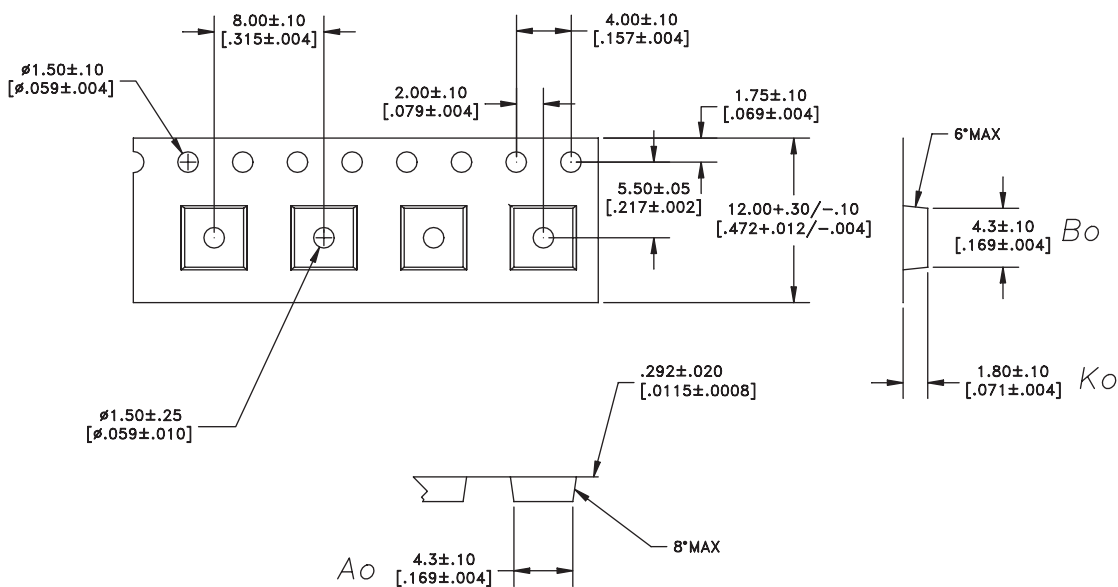 8.00±.10
[.315±.004]
4.00±.10
[.157±.004]
ø1.50±.10
[ø.059±.004]
2.00±.10
[.079±.004]
1.75±.10
[.069±.004]
6°MAX
5.50±.05
[.217±.002]
12.00+.30/-.10
[.472+.012/-.004]
4.3±.10
[.169±.004]
Bo
.292±.020
[.0115±.0008]
1.80±.10
[.071±.004]
Ko
ø1.50±.25
[ø.059±.010]
8°MAX
Ao
4.3±.10
[.169±.004]